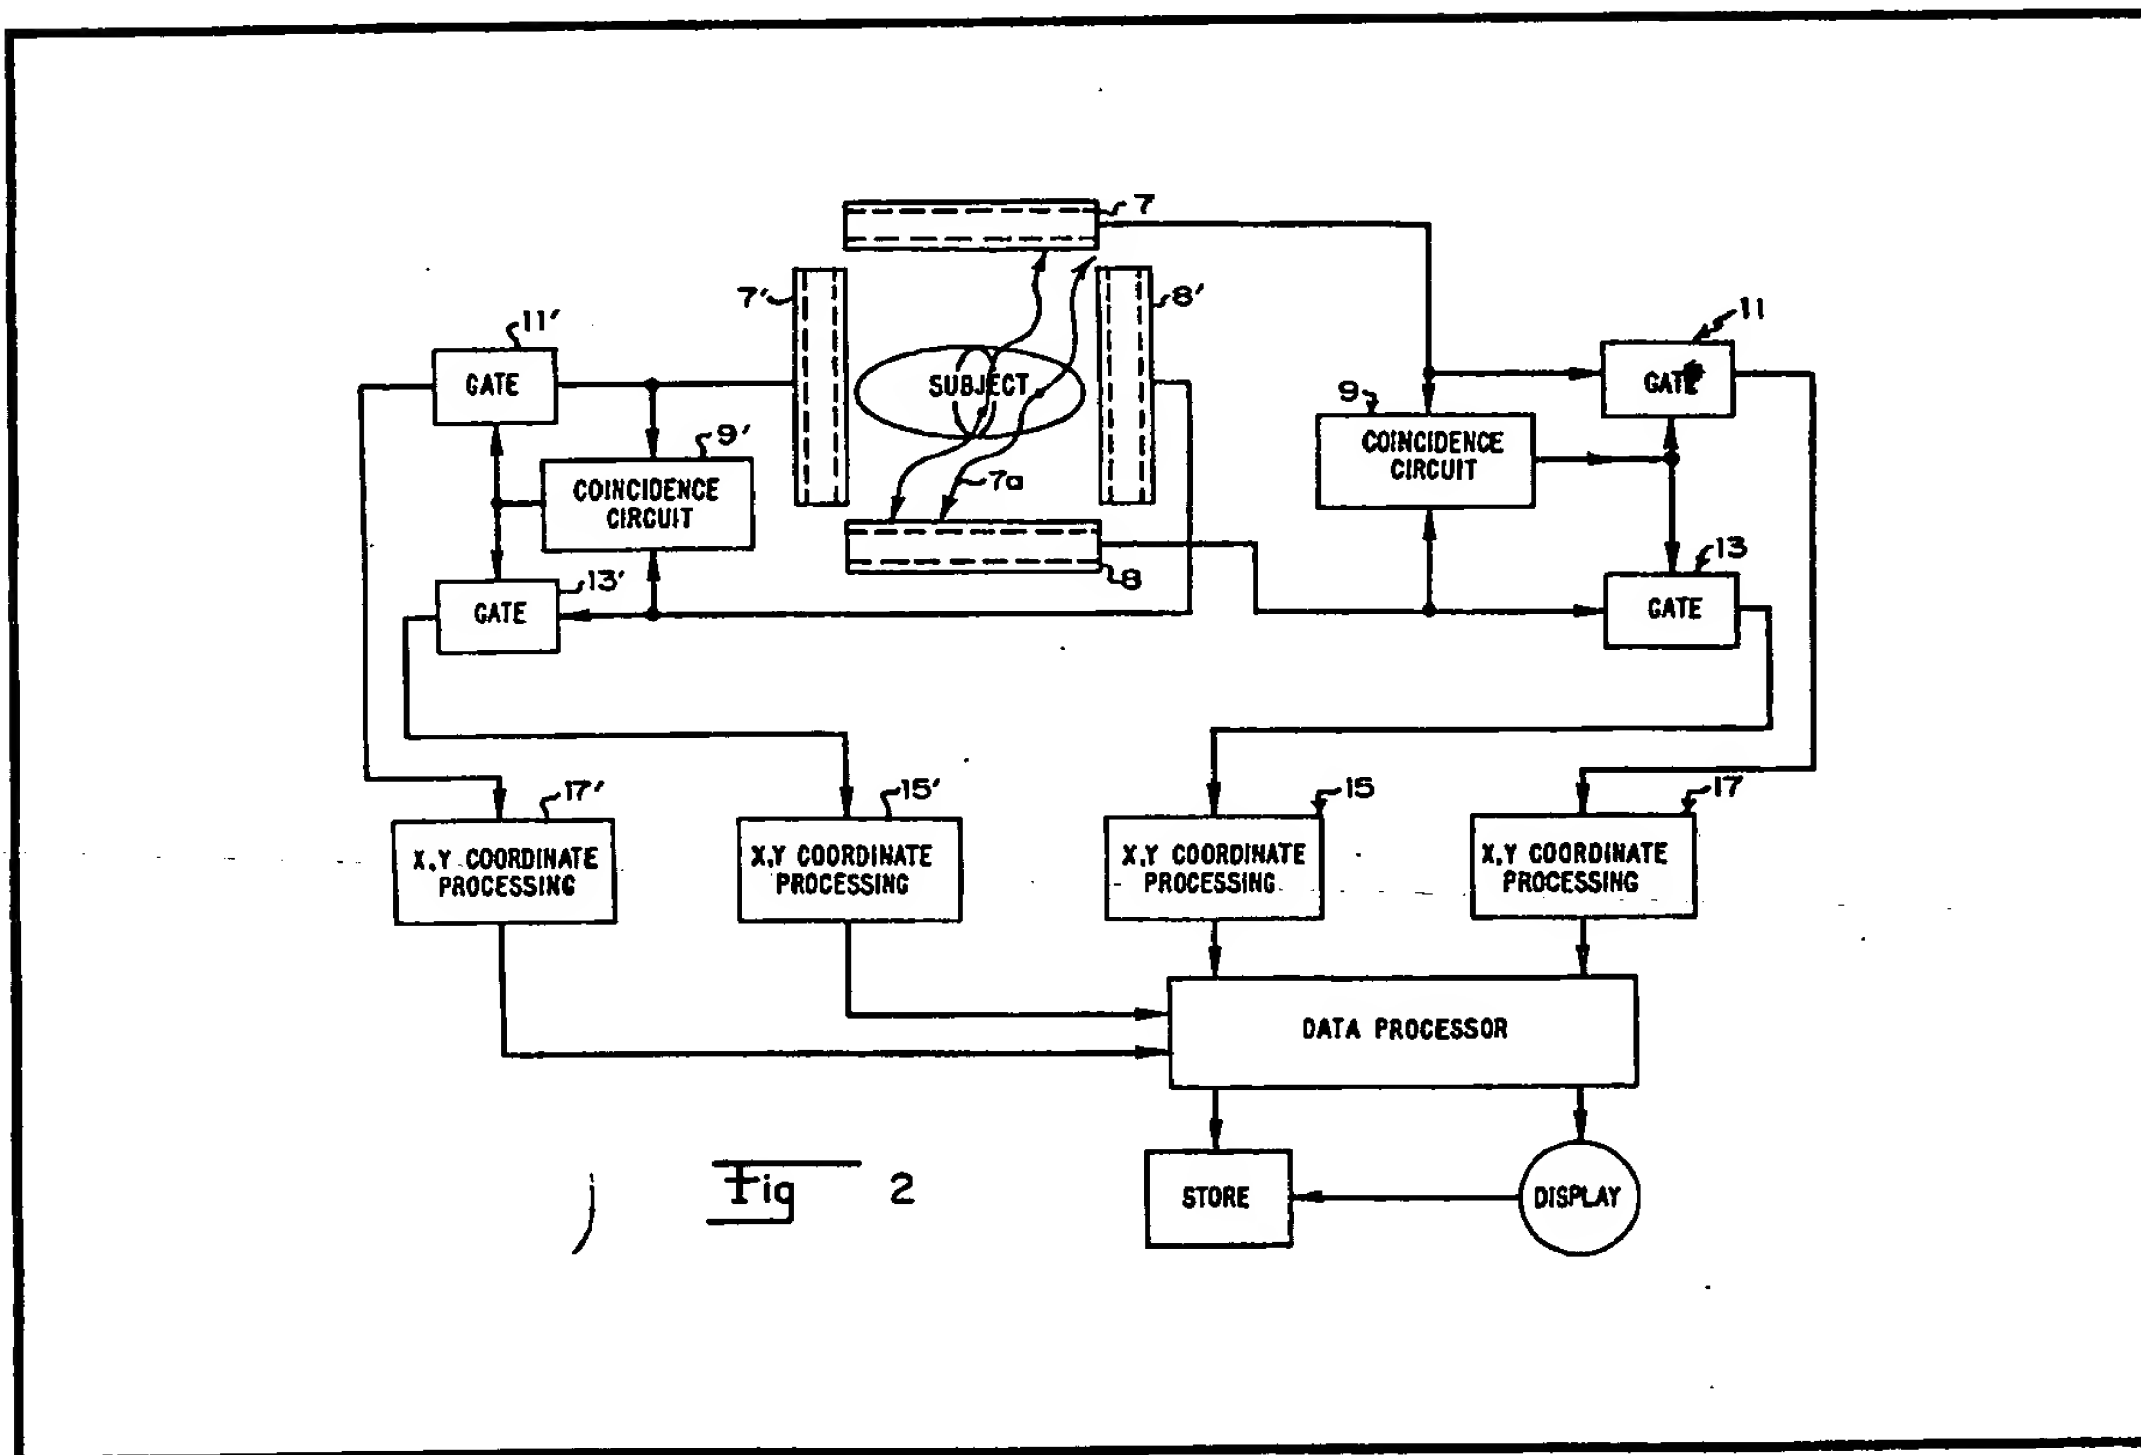 7
7'
8'
11'
11
GATE
SUBJECT
GATE
9
9'
COINCIDENCE
CIRCUIT
COINCIDENCE
CIRCUIT
7a
13'
8
13
GATE
GATE
17'
15'
15
17
X,Y COORDINATE
PROCESSING
X,Y COORDINATE
PROCESSING
X,Y COORDINATE
PROCESSING
X,Y COORDINATE
PROCESSING
DATA PROCESSOR
Fig 2
STORE
DISPLAY